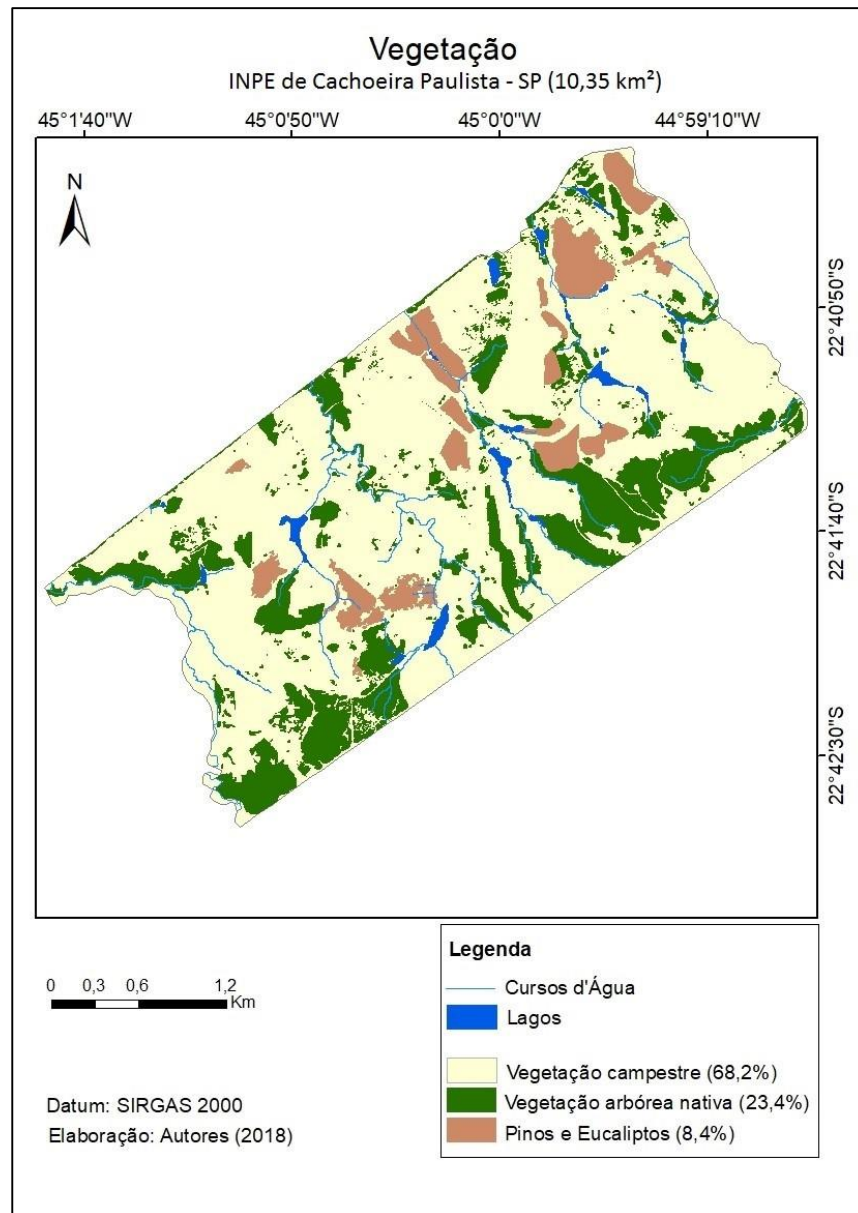 Vegetação
INPE de Cachoeira Paulista - SP (10,35 km²)
45°1'40"W 45°0'50"W 45°0'0"W 44°59'10"W
N
22°40'50"S
22°41'40"S
22°42'30"S
Legenda
Cursos d'Água
Lagos
Vegetação campestre (68,2%)
Vegetação arbórea nativa (23,4%)
Pinos e Eucaliptos (8,4%)
0 0,3 0,6 1,2
Km
Datum: SIRGAS 2000
Elaboração: Autores (2018)